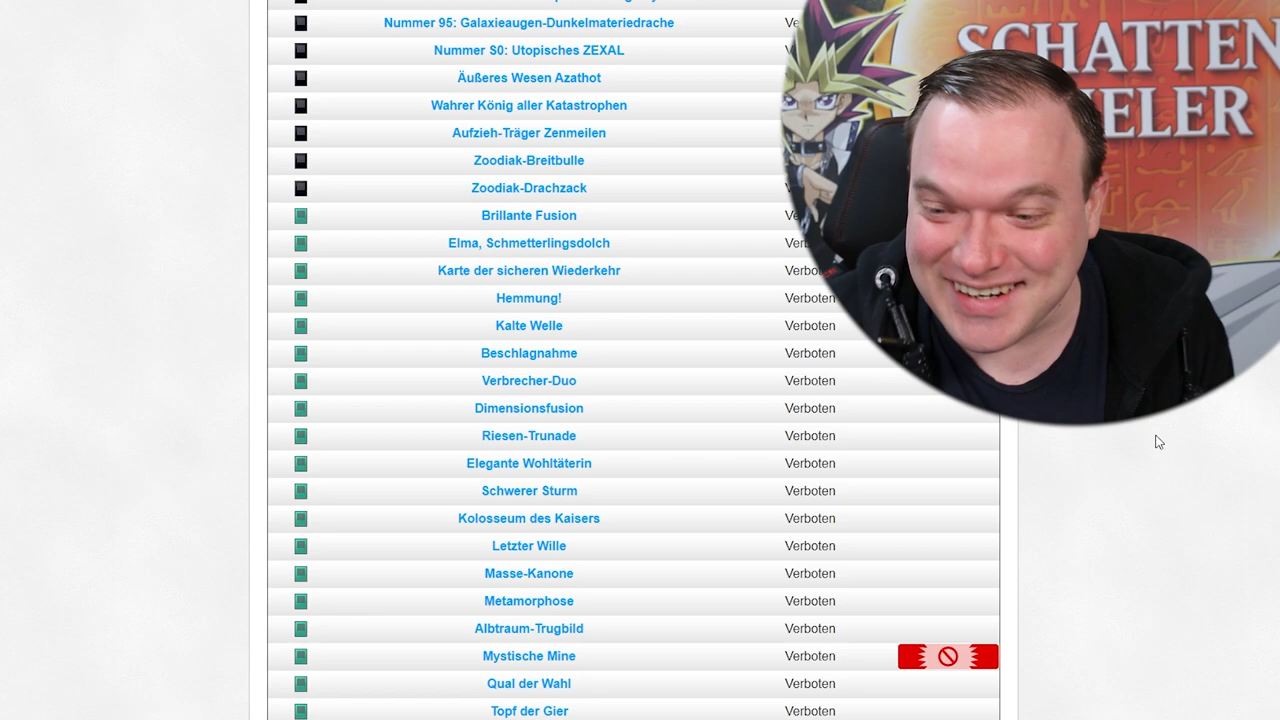 Nummer 95: Galaxieaugen-Dunkelmateriedrache
Nummer S0: Utopisches ZEXAL
Äußeres Wesen Azathot
Wahrer König aller Katastrophen
Aufzieh-Träger Zenmeilen
Zoodiak-Breitbulle
Zoodiak-Drachzack
Brillante Fusion
Elma, Schmetterlingsdolch
Karte der sicheren Wiederkehr
Hemmung! Verboten
Kalte Welle Verboten
Beschlagnahme Verboten
Verbrecher-Duo Verboten
Dimensionsfusion Verboten
Riesen-Trunade Verboten
Elegante Wohltäterin Verboten
Schwerer Sturm Verboten
Kolosseum des Kaisers Verboten
Letzter Wille Verboten
Masse-Kanone Verboten
Metamorphose Verboten
Albtraum-Trugbild Verboten
Mystische Mine Verboten
Qual der Wahl Verboten
Topf der Gier Verboten
SCHATTEN